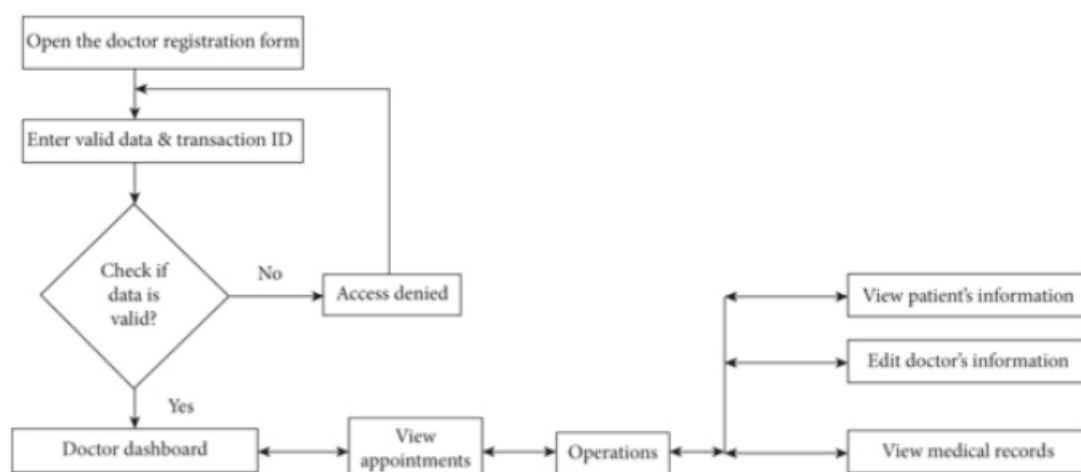 Open the doctor registration form
Enter valid data & transaction ID
Check if
data is
valid?
No
Access denied
Yes
Doctor dashboard
View
appointments
Operations
View patient's information
Edit doctor's information
View medical records